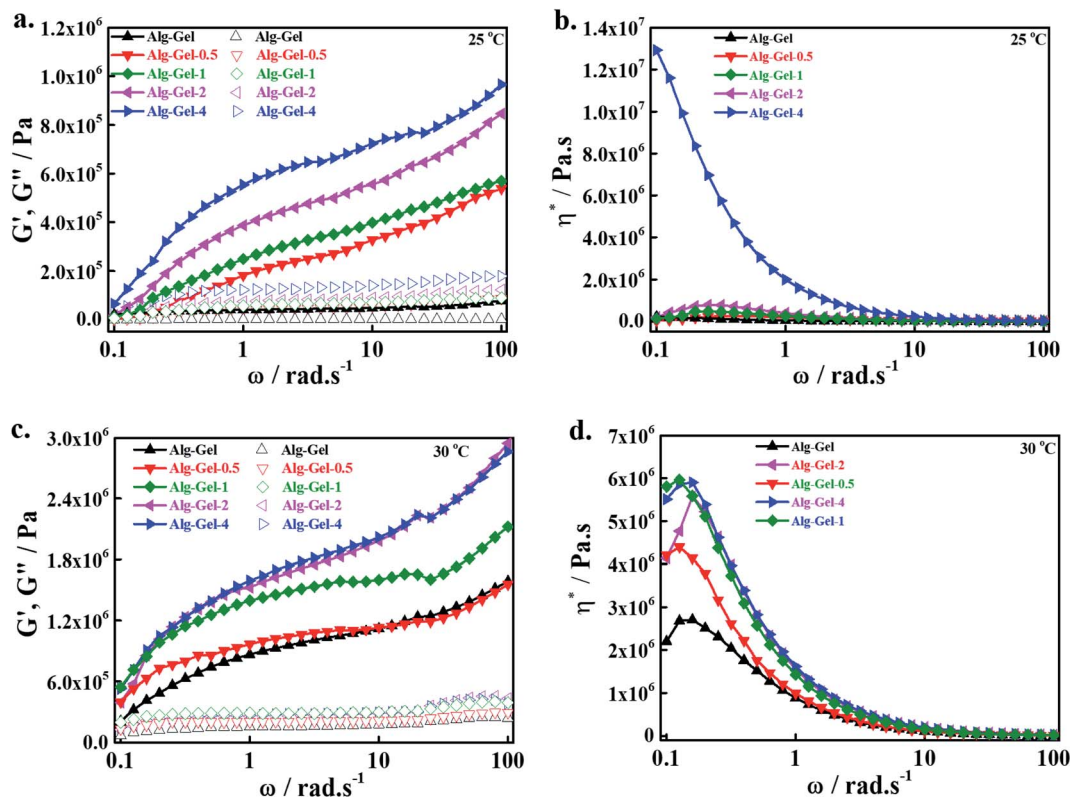 a.
25 °C
Alg-Gel Alg-Gel
Alg-Gel-0.5 Alg-Gel-0.5
Alg-Gel-1 Alg-Gel-1
Alg-Gel-2 Alg-Gel-2
Alg-Gel-4 Alg-Gel-4
G', G" / Pa
1.2x10⁶
1.0x10⁶
8.0x10⁵
6.0x10⁵
4.0x10⁵
2.0x10⁵
0.0
0.1 1 10 100
ω / rad.s⁻¹
b.
25 °C
Alg-Gel
Alg-Gel-0.5
Alg-Gel-1
Alg-Gel-2
Alg-Gel-4
η* / Pa.s
1.4x10⁷
1.2x10⁷
1.0x10⁷
8.0x10⁶
6.0x10⁶
4.0x10⁶
2.0x10⁶
0.0
0.1 1 10 100
ω / rad.s⁻¹
c.
30 °C
Alg-Gel Alg-Gel
Alg-Gel-0.5 Alg-Gel-0.5
Alg-Gel-1 Alg-Gel-1
Alg-Gel-2 Alg-Gel-2
Alg-Gel-4 Alg-Gel-4
G', G" / Pa
3.0x10⁶
2.4x10⁶
1.8x10⁶
1.2x10⁶
6.0x10⁵
0.0
0.1 1 10 100
ω / rad.s⁻¹
d.
30 °C
Alg-Gel
Alg-Gel-2
Alg-Gel-0.5
Alg-Gel-4
Alg-Gel-1
η* / Pa.s
7x10⁶
6x10⁶
5x10⁶
4x10⁶
3x10⁶
2x10⁶
1x10⁶
0
0.1 1 10 100
ω / rad.s⁻¹